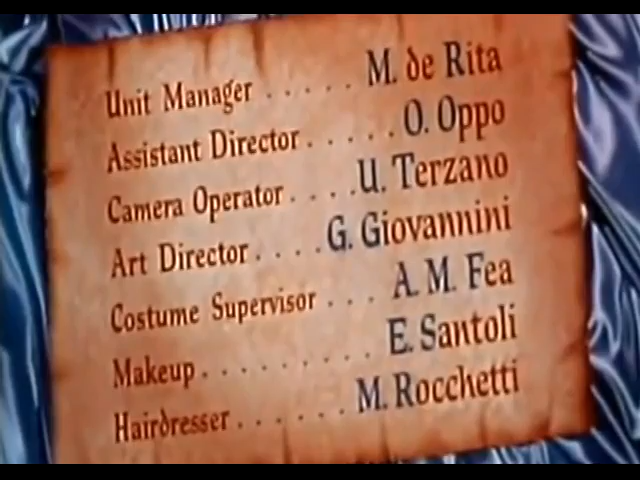 Unit Manager . . . . . M. de Rita
Assistant Director . . . . . O. Oppo
Camera Operator . . . . U. Terzano
Art Director . . . . G. Giovannini
Costume Supervisor . . . A. M. Fea
Makeup . . . . . . . . . E. Santoli
Hairdresser . . . . . . M. Rocchetti